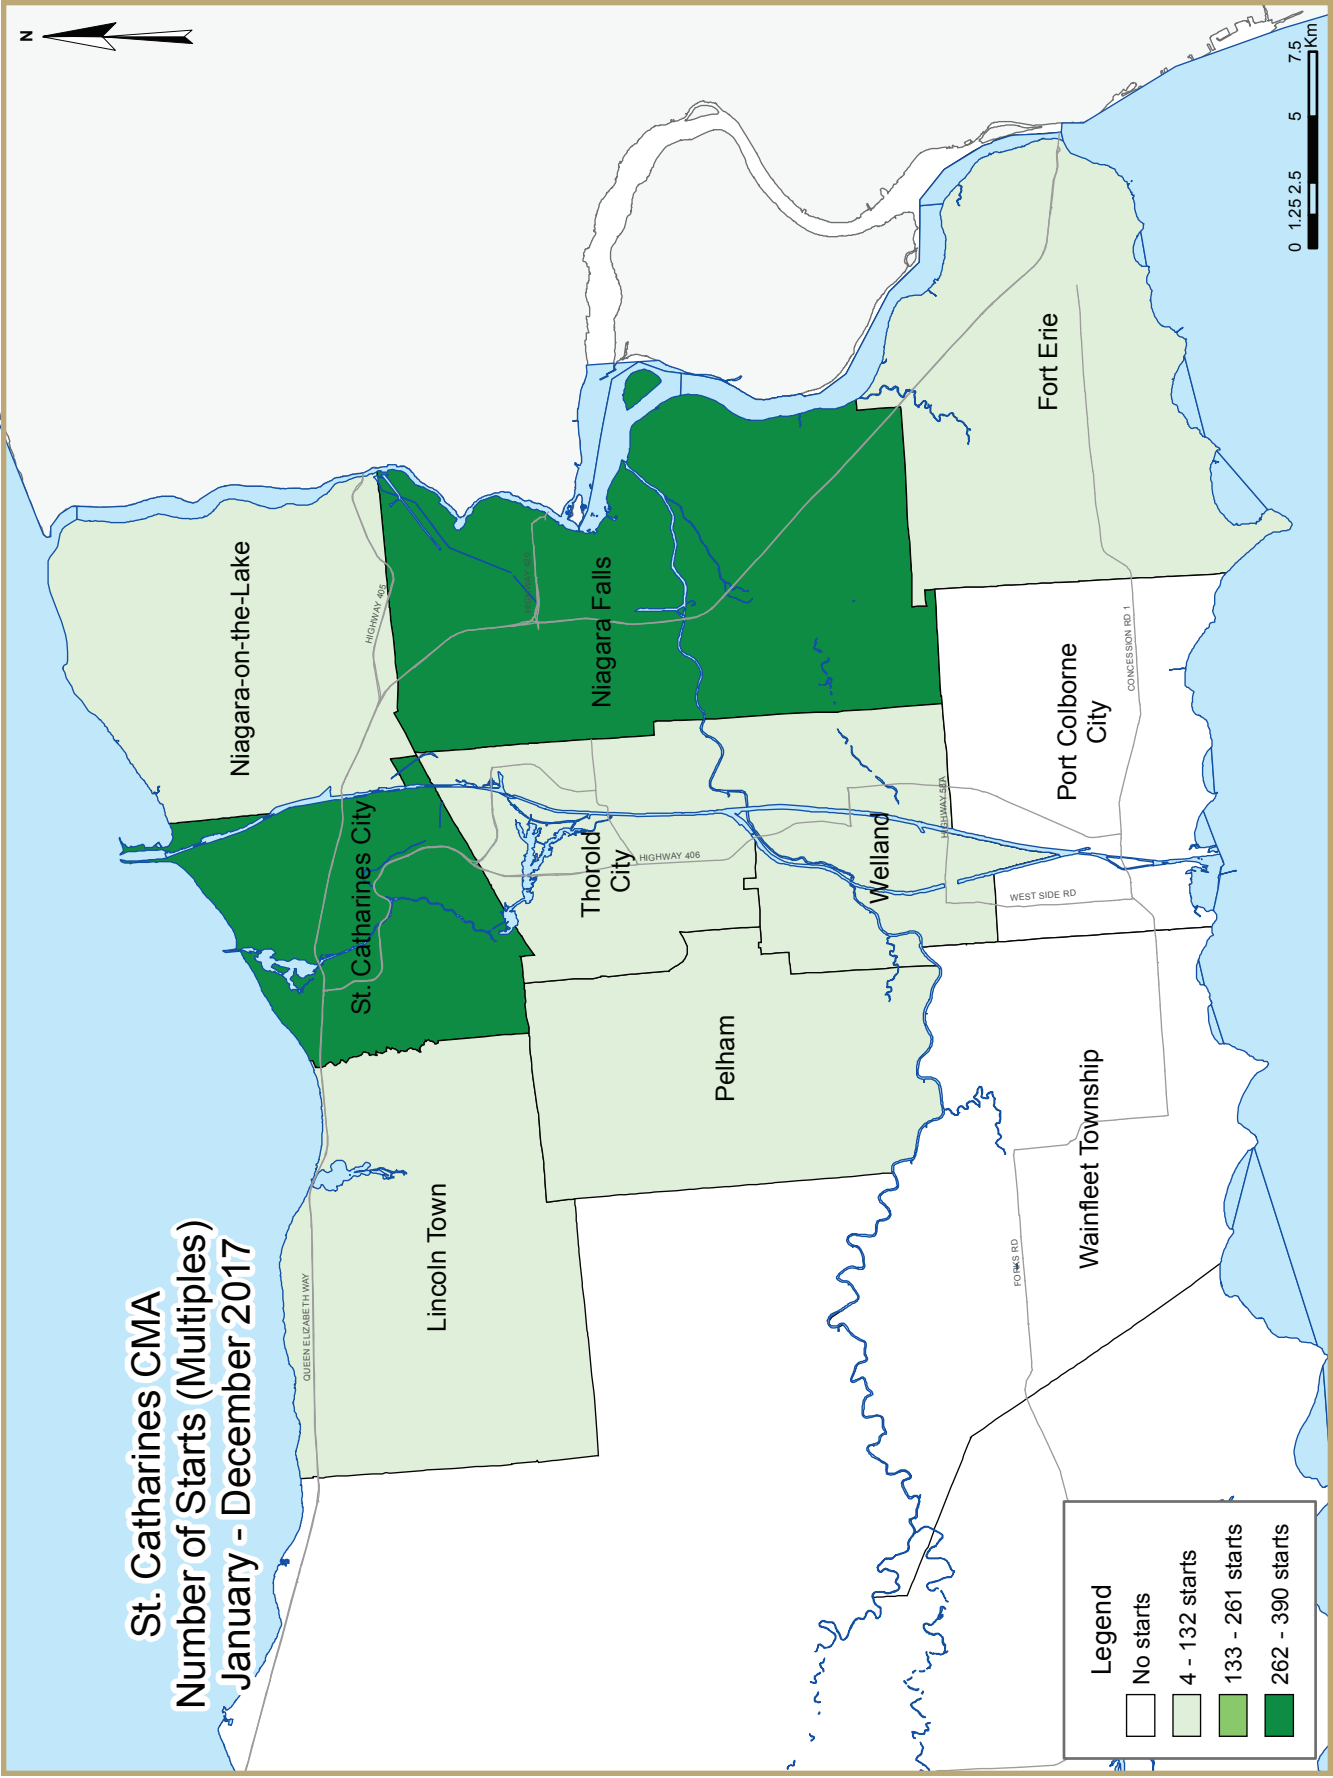 St. Catharines CMA
Number of Starts (Multiples)
January - December 2017
N
Niagara-on-the-Lake
HIGHWAY 405
QUEEN ELIZABETH WAY
St. Catharines City
Lincoln Town
HIGHWAY 420
Niagara Falls
Thorold
City
HIGHWAY 406
Pelham
Welland
HIGHWAY 58A
Fort Erie
Port Colborne
City
CONCESSION RD 1
WEST SIDE RD
FORKS RD
Wainfleet Township
Legend
No starts
4 - 132 starts
133 - 261 starts
262 - 390 starts
0 1.25 2.5 5 7.5
Km